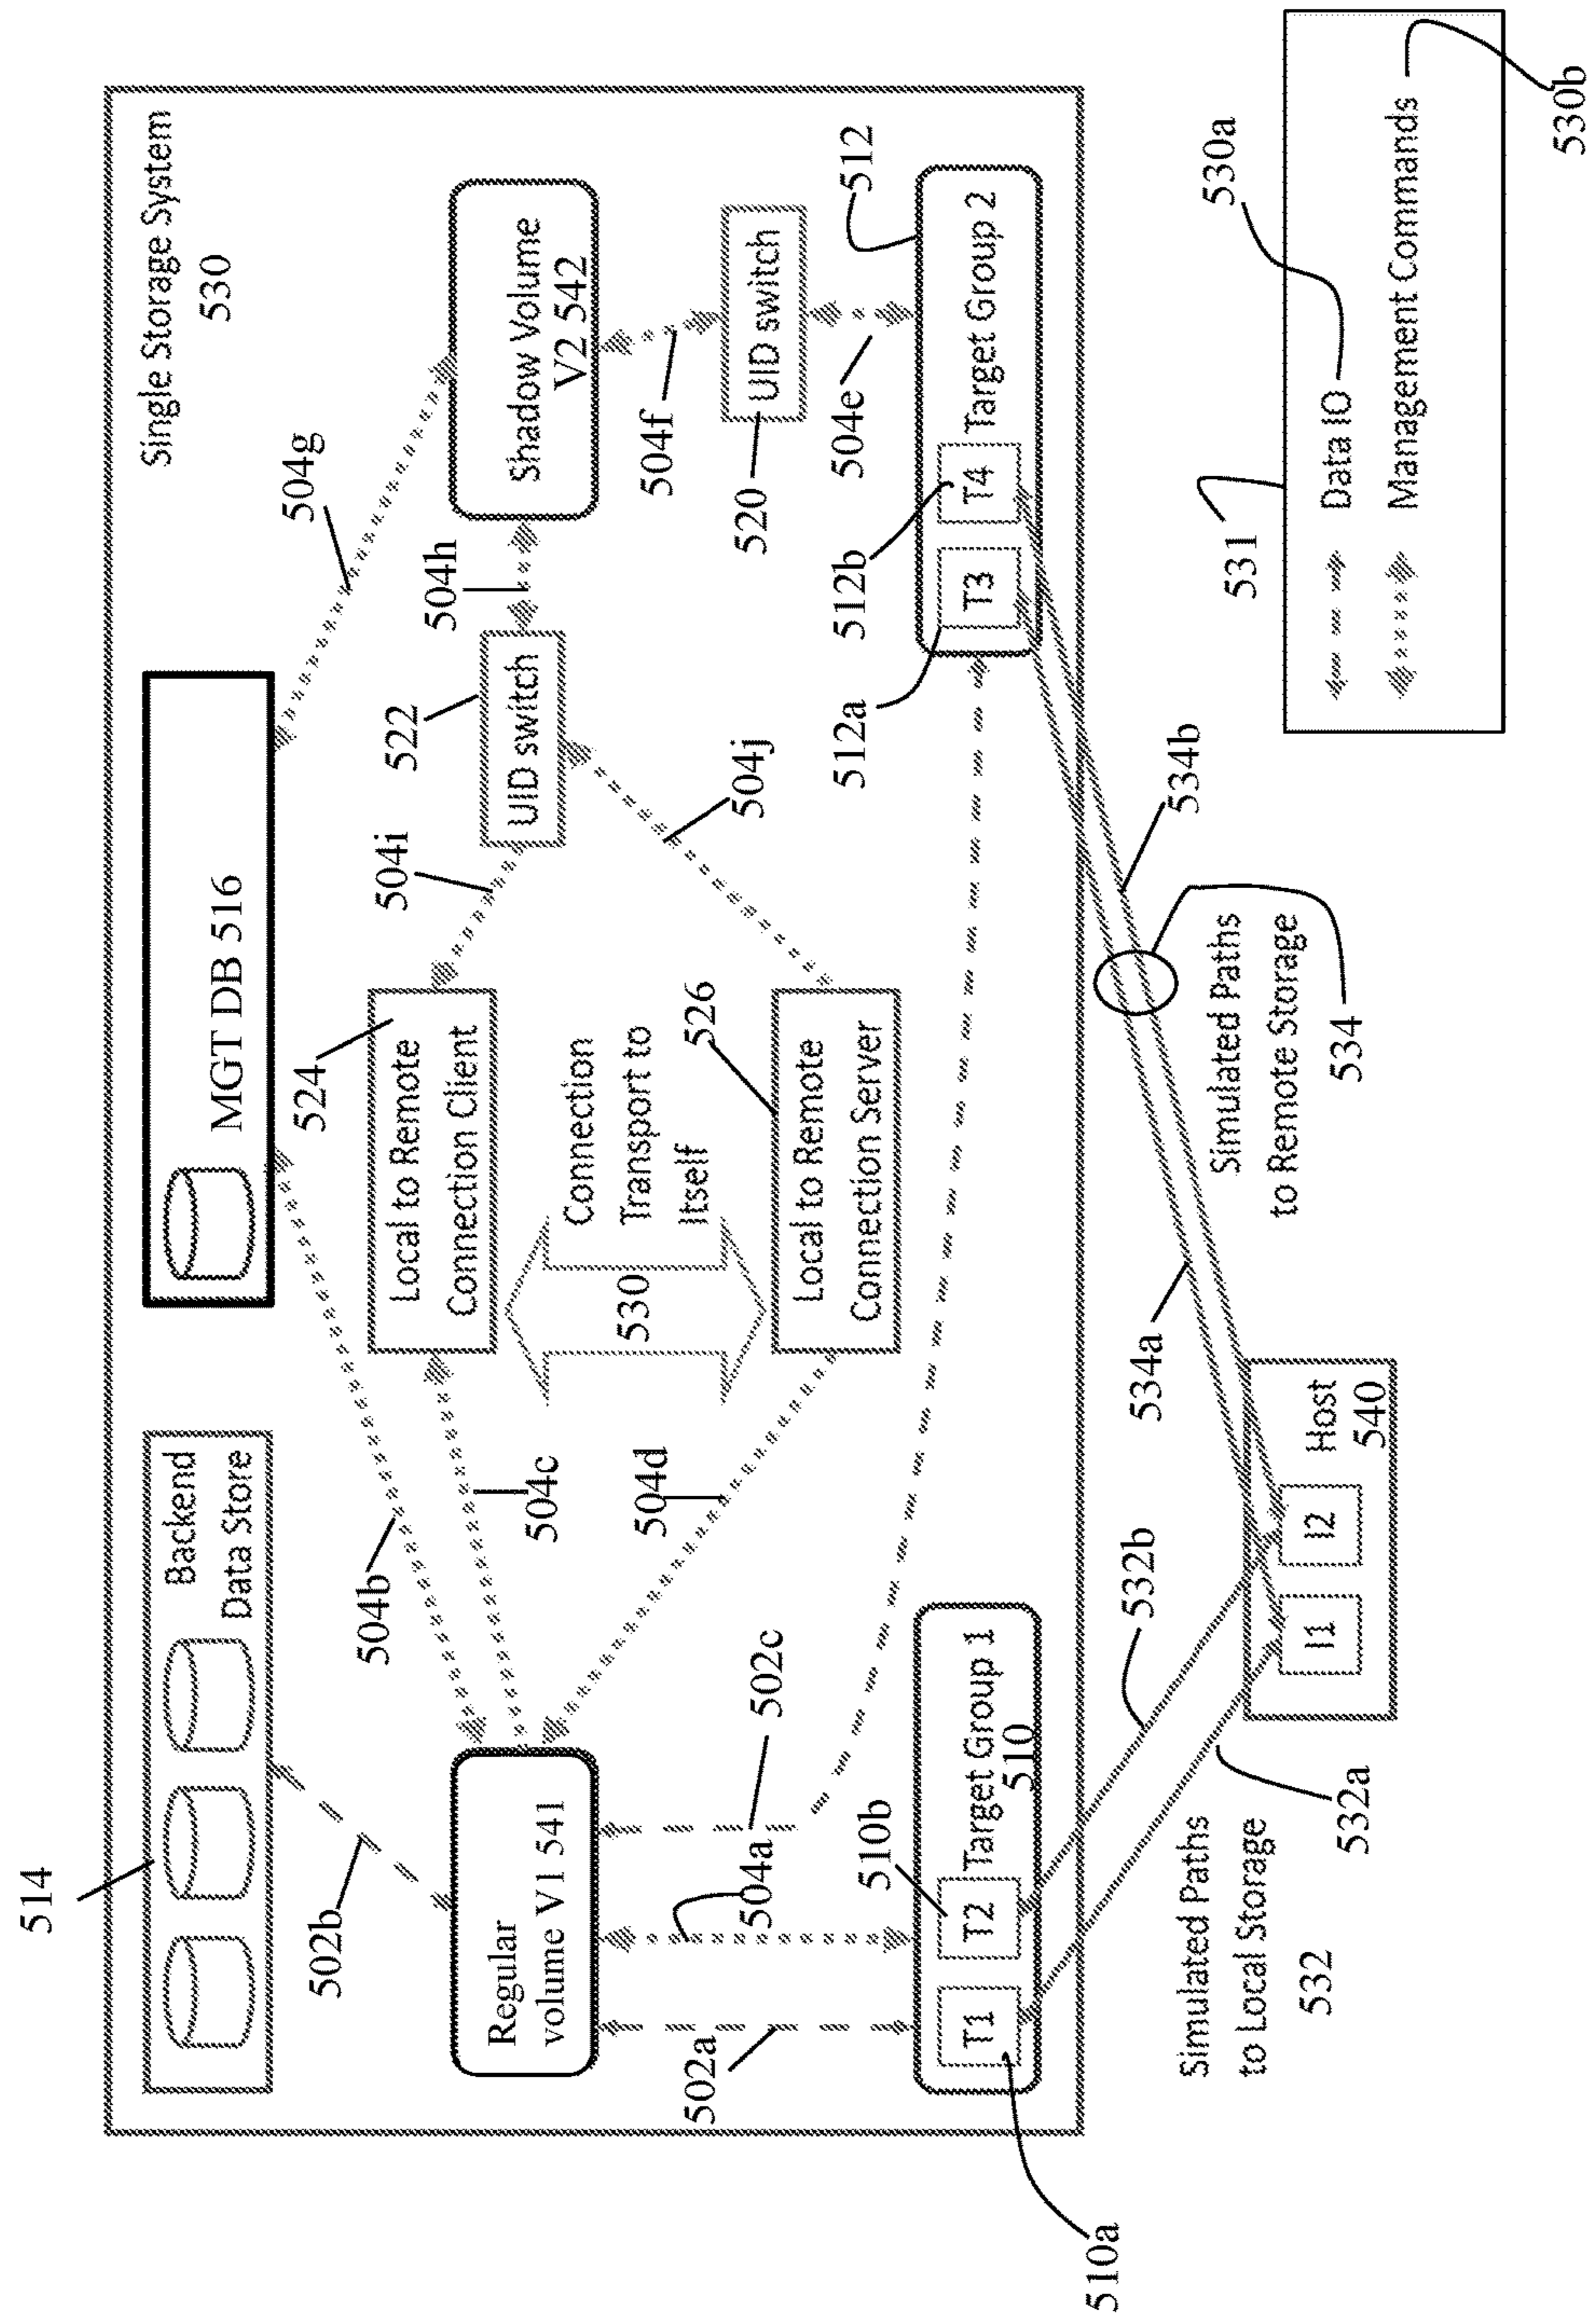 Single Storage System
530
514
Backend
Data Store
MGT DB 516
502b
504b
504g
524
504i
522
504h
Regular
volume V1 541
504c
Local to Remote
Connection Client
UID switch
Shadow Volume
V2 542
504d
530
Connection
Transport to
Itself
504j
504f
502a
504a
502c
526
Local to Remote
Connection Server
520
UID switch
504e
510b
512a
512b
512
T1
T2
Target Group 1
510
T3
T4
Target Group 2
510a
Simulated Paths
to Local Storage
532
532a
532b
534a
534b
Simulated Paths
to Remote Storage
534
I1
I2
Host
540
531
530a
Data IO
Management Commands
530b